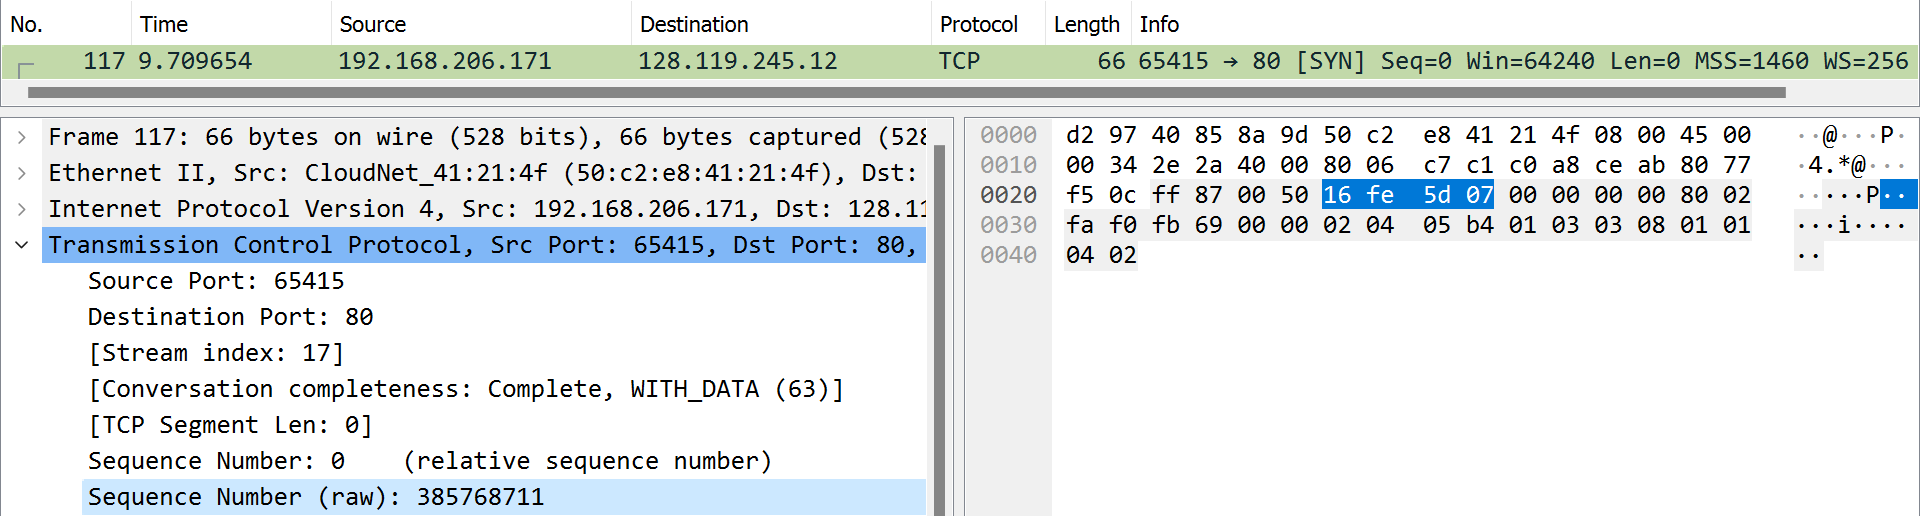 No. Time Source Destination Protocol Length Info
117 9.709654 192.168.206.171 128.119.245.12 TCP 66 65415 → 80 [SYN] Seq=0 Win=64240 Len=0 MSS=1460 WS=256
Frame 117: 66 bytes on wire (528 bits), 66 bytes captured (528
Ethernet II, Src: CloudNet_41:21:4f (50:c2:e8:41:21:4f), Dst:
Internet Protocol Version 4, Src: 192.168.206.171, Dst: 128.11
Transmission Control Protocol, Src Port: 65415, Dst Port: 80,
Source Port: 65415
Destination Port: 80
[Stream index: 17]
[Conversation completeness: Complete, WITH_DATA (63)]
[TCP Segment Len: 0]
Sequence Number: 0 (relative sequence number)
Sequence Number (raw): 385768711
0000 d2 97 40 85 8a 9d 50 c2 e8 41 21 4f 08 00 45 00 ··@···P·
0010 00 34 2e 2a 40 00 80 06 c7 c1 c0 a8 ce ab 80 77 ·4.*@···
0020 f5 0c ff 87 00 50 16 fe 5d 07 00 00 00 00 80 02 ·····P··
0030 fa f0 fb 69 00 00 02 04 05 b4 01 03 03 08 01 01 ···i····
0040 04 02 ··